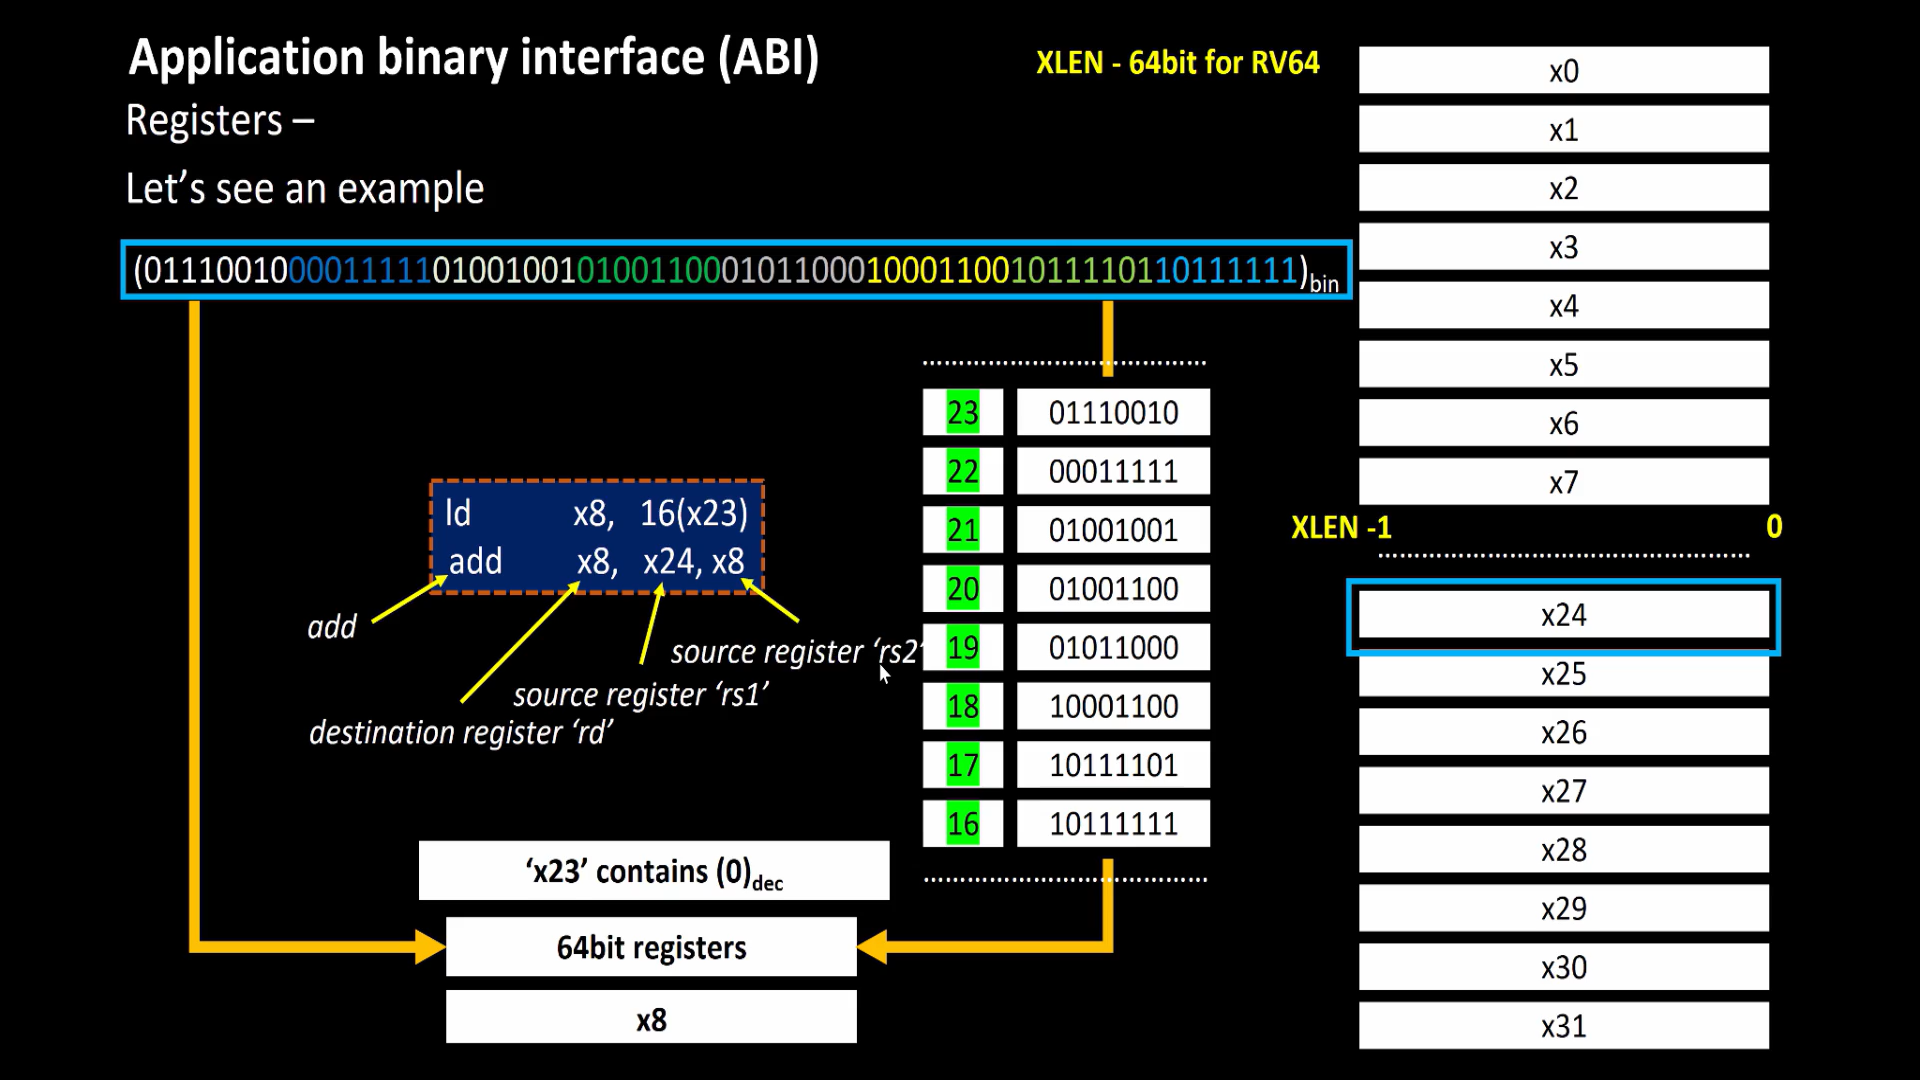 Application binary interface (ABI)
XLEN - 64bit for RV64
Registers –
Let's see an example
(0111001000011111010010010100110001011000100011001011110110111111)bin
ld x8, 16(x23)
add x8, x24, x8
add
source register 'rs2'
source register 'rs1'
destination register 'rd'
23 01110010
22 00011111
21 01001001
20 01001100
19 01011000
18 10001100
17 10111101
16 10111111
'x23' contains (0)dec
64bit registers
x8
x0
x1
x2
x3
x4
x5
x6
x7
XLEN -1 0
x24
x25
x26
x27
x28
x29
x30
x31